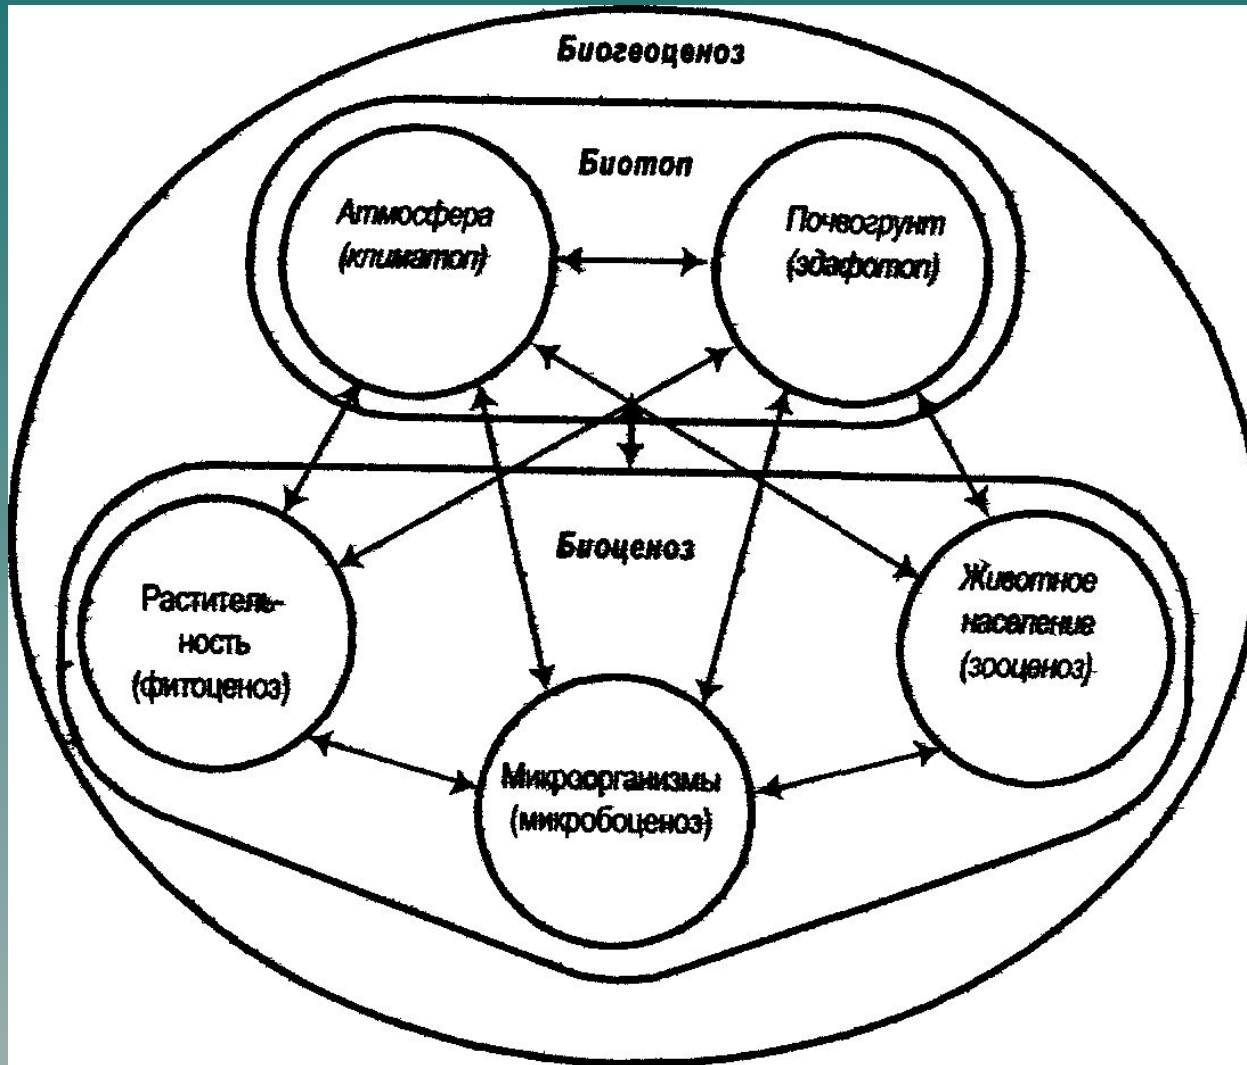 Биогеоценоз
Биотоп
Атмосфера
(климатоп)
Почвогрунт
(эдафотоп)
Биоценоз
Раститель-
ность
(фитоценоз)
Животное
население
(зооценоз)
Микроорганизмы
(микробоценоз)